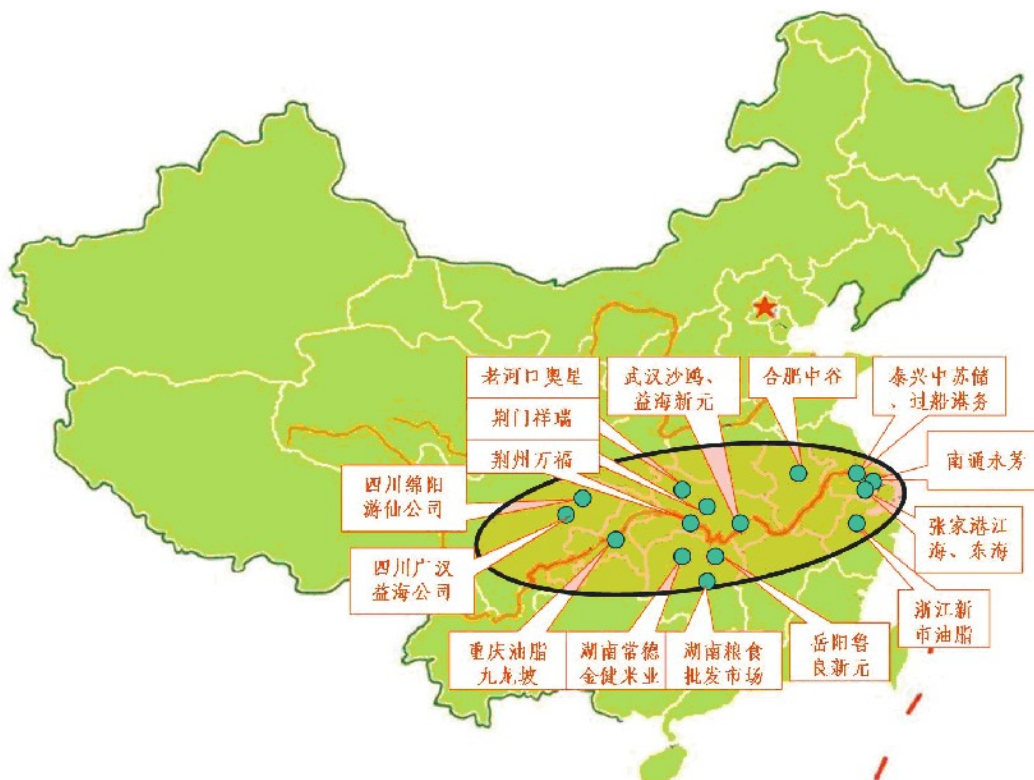 老河口奥星
荆门祥瑞
荆州万福
武汉沙鸥、
益海新元
合肥中谷
泰兴中苏储
、过船港务
南通永芳
张家港江
海、东海
浙江新
市油脂
四川绵阳
游仙公司
四川广汉
益海公司
重庆油脂
九龙坡
湖南常德
金健米业
湖南粮食
批发市场
岳阳鲁
良新元